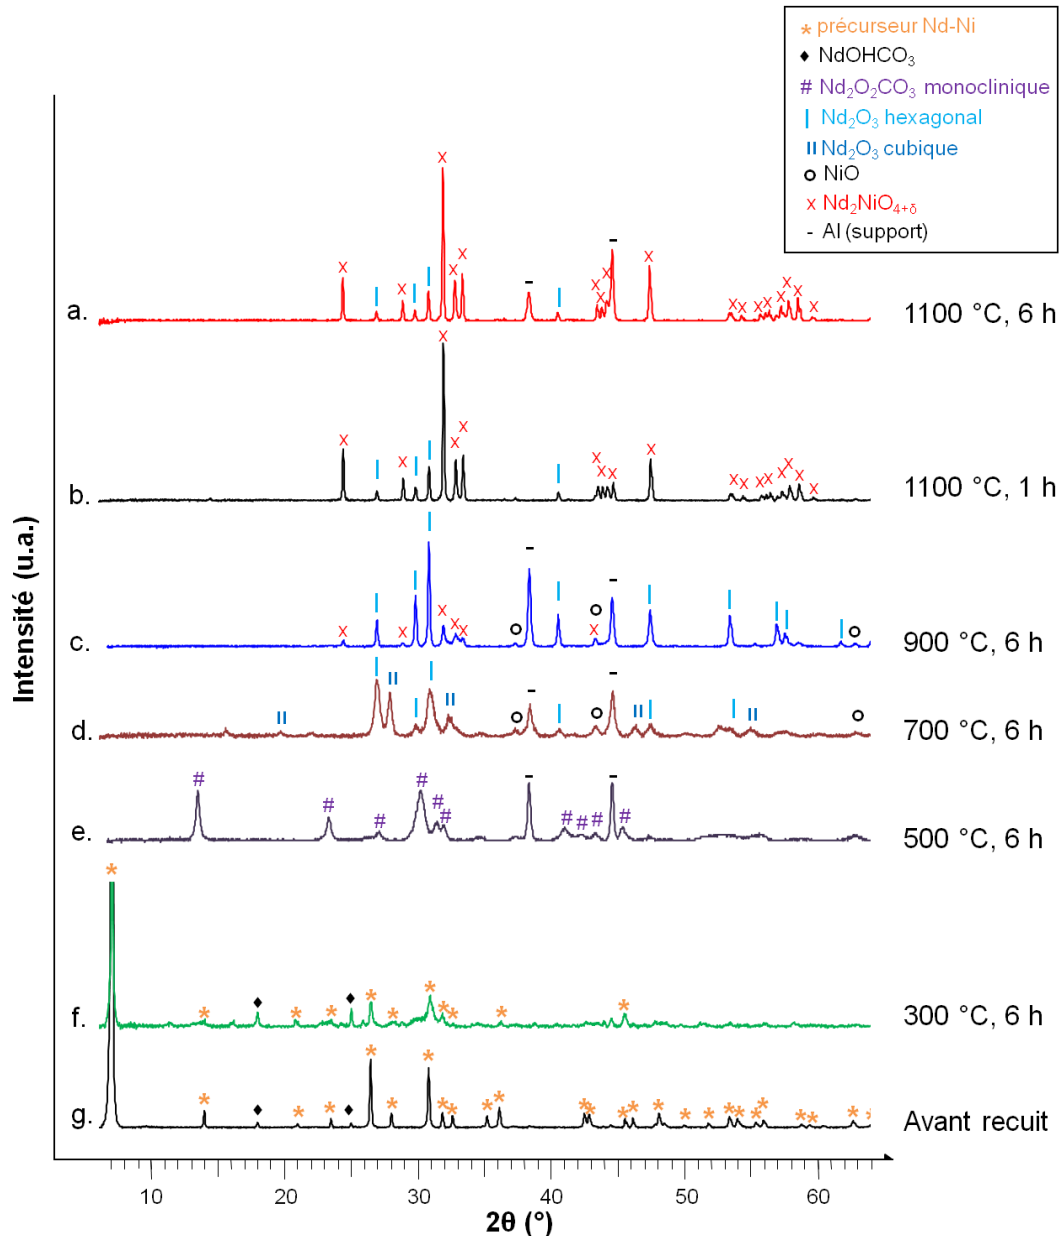 * précurseur Nd-Ni
♦ NdOHCO₃
# Nd₂O₂CO₃ monoclinique
| Nd₂O₃ hexagonal
॥ Nd₂O₃ cubique
o NiO
x Nd₂NiO₄₊δ
- Al (support)
a. 1100 °C, 6 h
b. 1100 °C, 1 h
c. 900 °C, 6 h
d. 700 °C, 6 h
e. 500 °C, 6 h
f. 300 °C, 6 h
g. Avant recuit
Intensité (u.a.)
10 20 30 40 50 60
2θ (°)